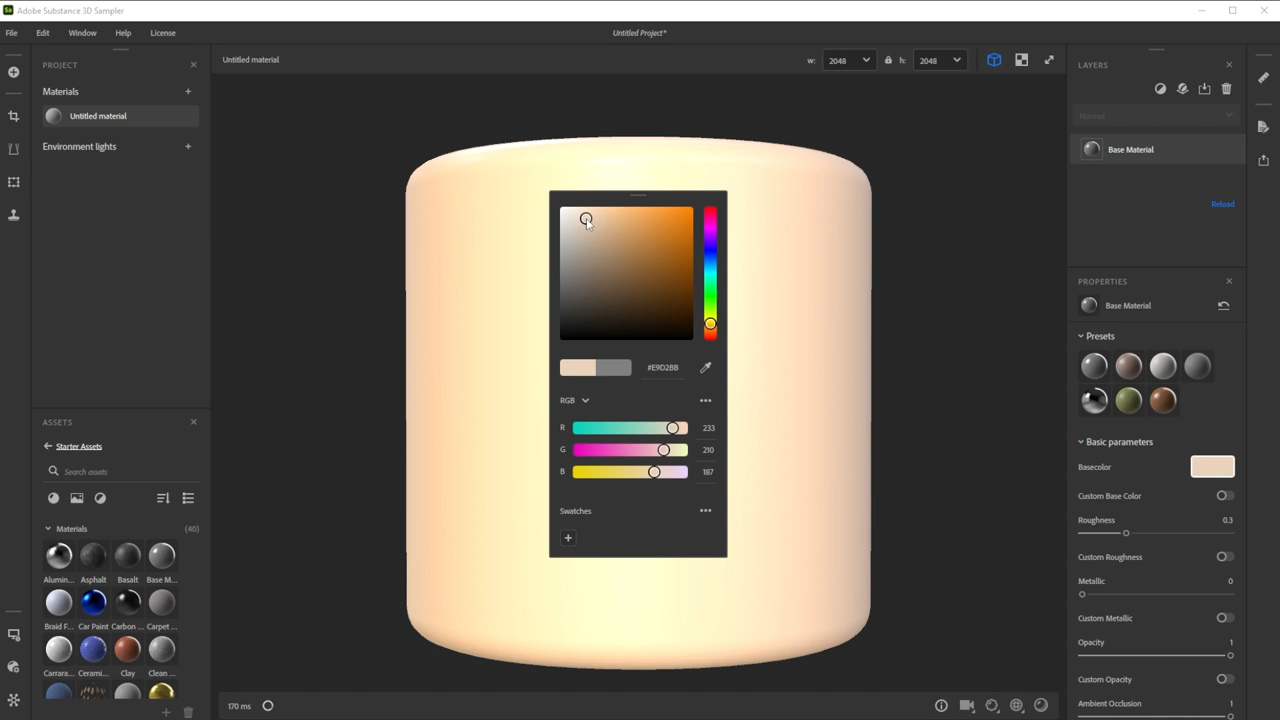 Adobe Substance 3D Sampler
File Edit Window Help License
Untitled Project*
PROJECT
Materials
Untitled material
Environment lights
Untitled material
w: 2048 h: 2048
LAYERS
Normal
Base Material
Reload
#E9D2BB
RGB
R 233
G 210
B 187
Swatches
PROPERTIES
Base Material
Presets
Basic parameters
Basecolor
Custom Base Color
Roughness 0.3
Custom Roughness
Metallic 0
Custom Metallic
Opacity 1
Custom Opacity
Ambient Occlusion 1
ASSETS
Starter Assets
Search assets
Materials (40)
Alumin... Asphalt Basalt Base M...
Braid F... Car Paint Carbon ... Carpet ...
Carrara... Cerami... Clay Clean ...
170 ms